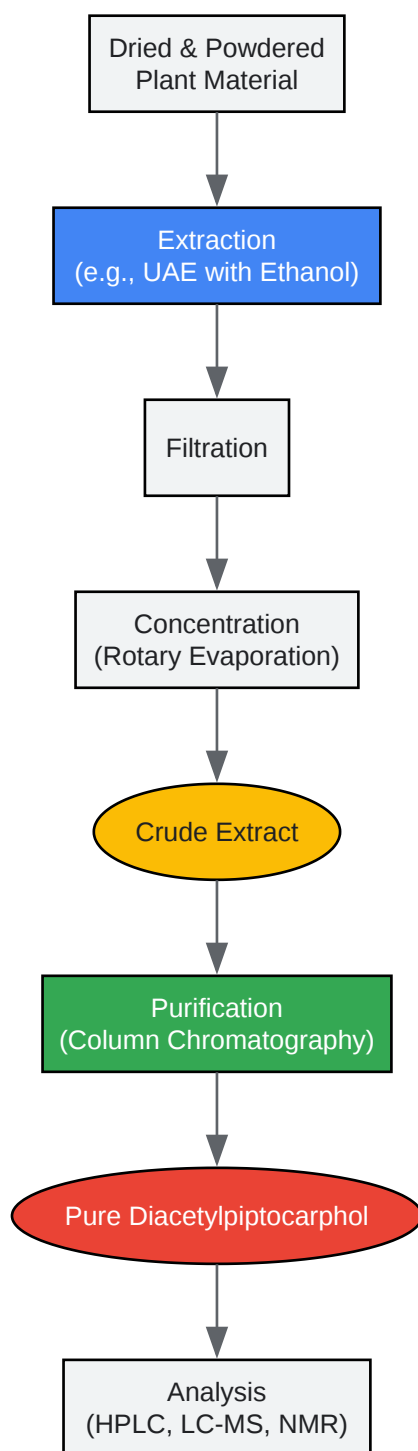 Dried & Powdered
Plant Material
Extraction
(e.g., UAE with Ethanol)
Filtration
Concentration
(Rotary Evaporation)
Crude Extract
Purification
(Column Chromatography)
Pure Diacetylpiptocarphol
Analysis
(HPLC, LC-MS, NMR)